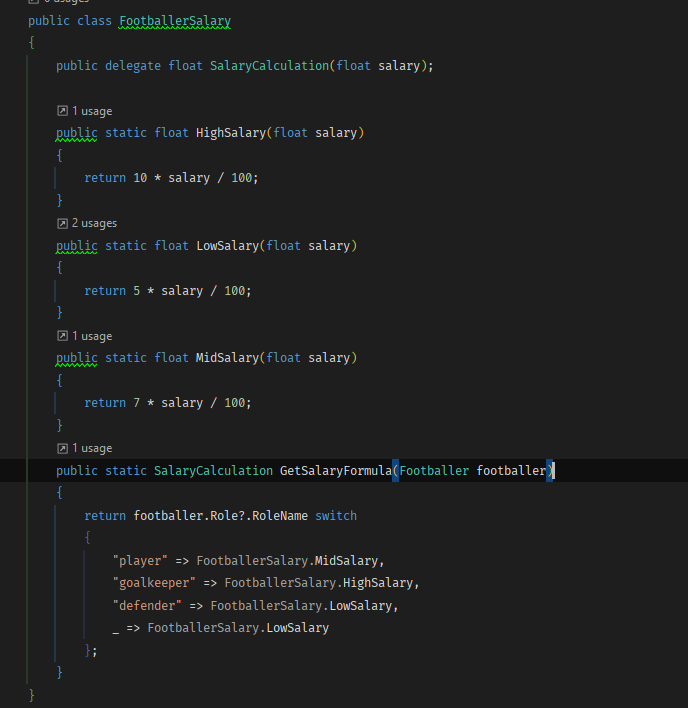 public class FootballerSalary
{
public delegate float SalaryCalculation(float salary);
1 usage
public static float HighSalary(float salary)
{
return 10 * salary / 100;
}
2 usages
public static float LowSalary(float salary)
{
return 5 * salary / 100;
}
1 usage
public static float MidSalary(float salary)
{
return 7 * salary / 100;
}
1 usage
public static SalaryCalculation GetSalaryFormula(Footballer footballer)
{
return footballer.Role?.RoleName switch
{
"player" => FootballerSalary.MidSalary,
"goalkeeper" => FootballerSalary.HighSalary,
"defender" => FootballerSalary.LowSalary,
_ => FootballerSalary.LowSalary
};
}
}